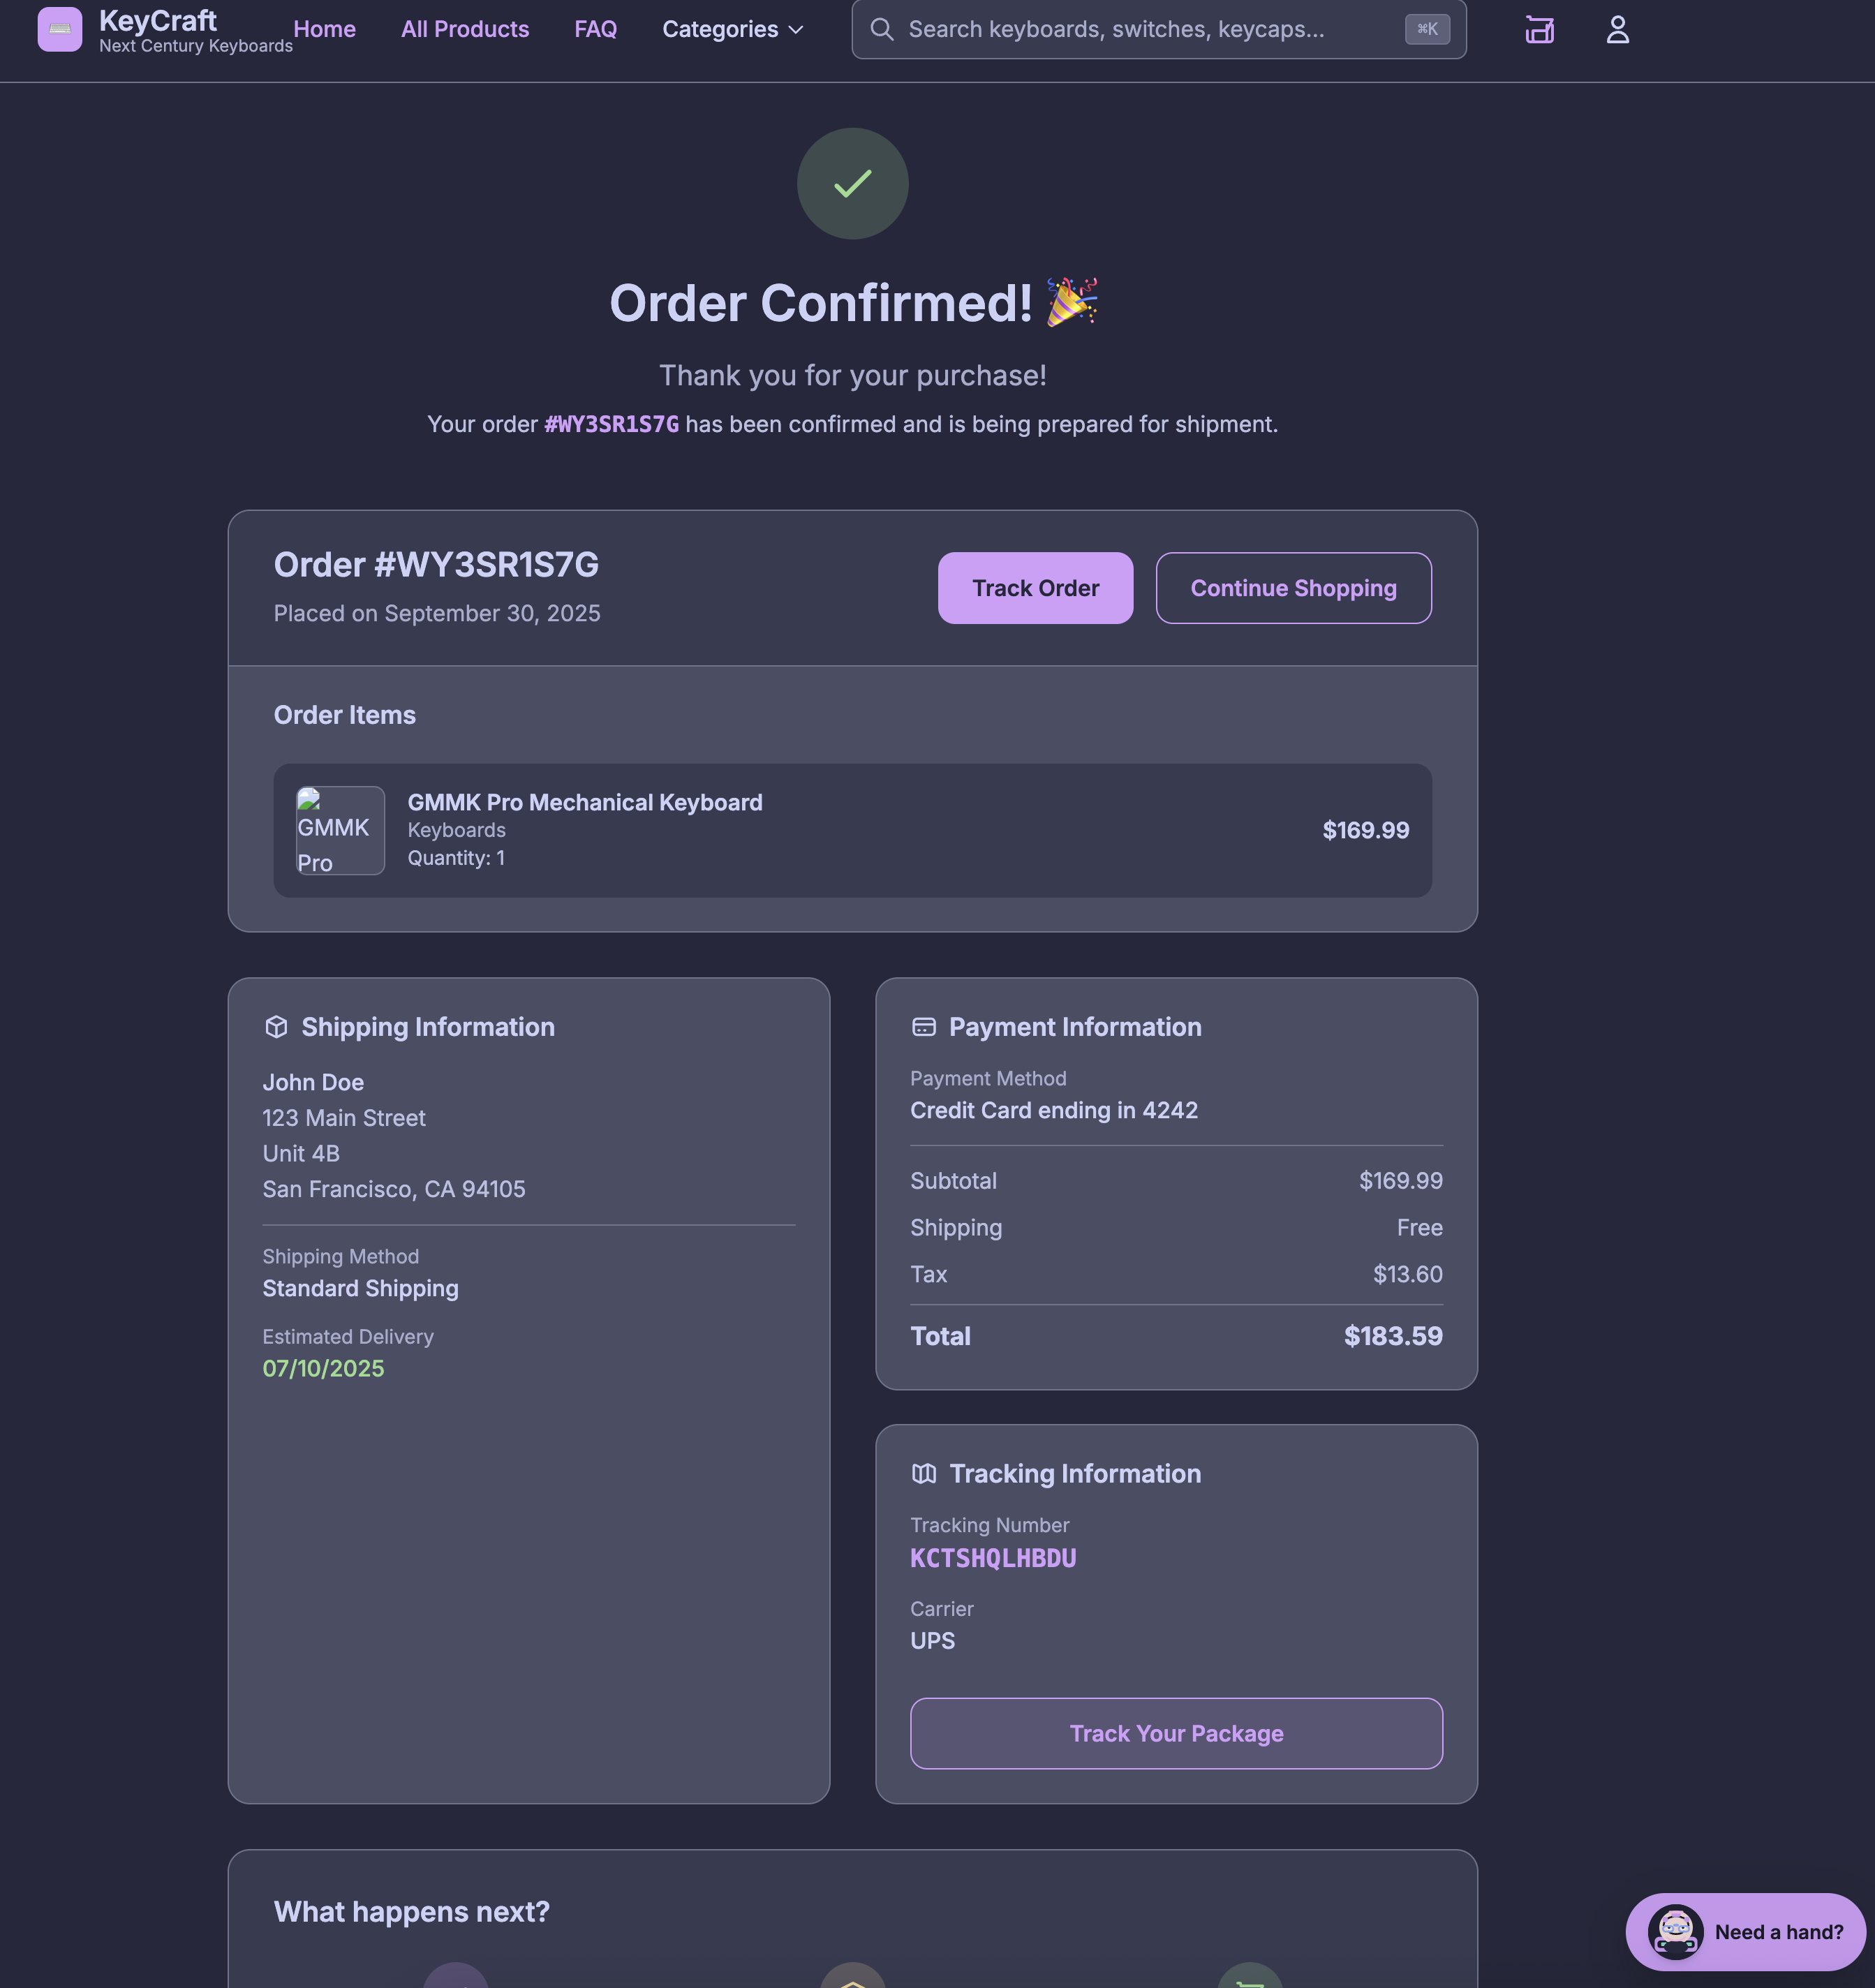 KeyCraft
Next Century Keyboards
Home
All Products
FAQ
Categories
Search keyboards, switches, keycaps...
⌘K
Order Confirmed! 🎉
Thank you for your purchase!
Your order #WY3SR1S7G has been confirmed and is being prepared for shipment.
Order #WY3SR1S7G
Placed on September 30, 2025
Track Order
Continue Shopping
Order Items
GMMK
Pro
GMMK Pro Mechanical Keyboard
Keyboards
Quantity: 1
$169.99
Shipping Information
John Doe
123 Main Street
Unit 4B
San Francisco, CA 94105
Shipping Method
Standard Shipping
Estimated Delivery
07/10/2025
Payment Information
Payment Method
Credit Card ending in 4242
Subtotal $169.99
Shipping Free
Tax $13.60
Total $183.59
Tracking Information
Tracking Number
KCTSHQLHBDU
Carrier
UPS
Track Your Package
What happens next?
Need a hand?